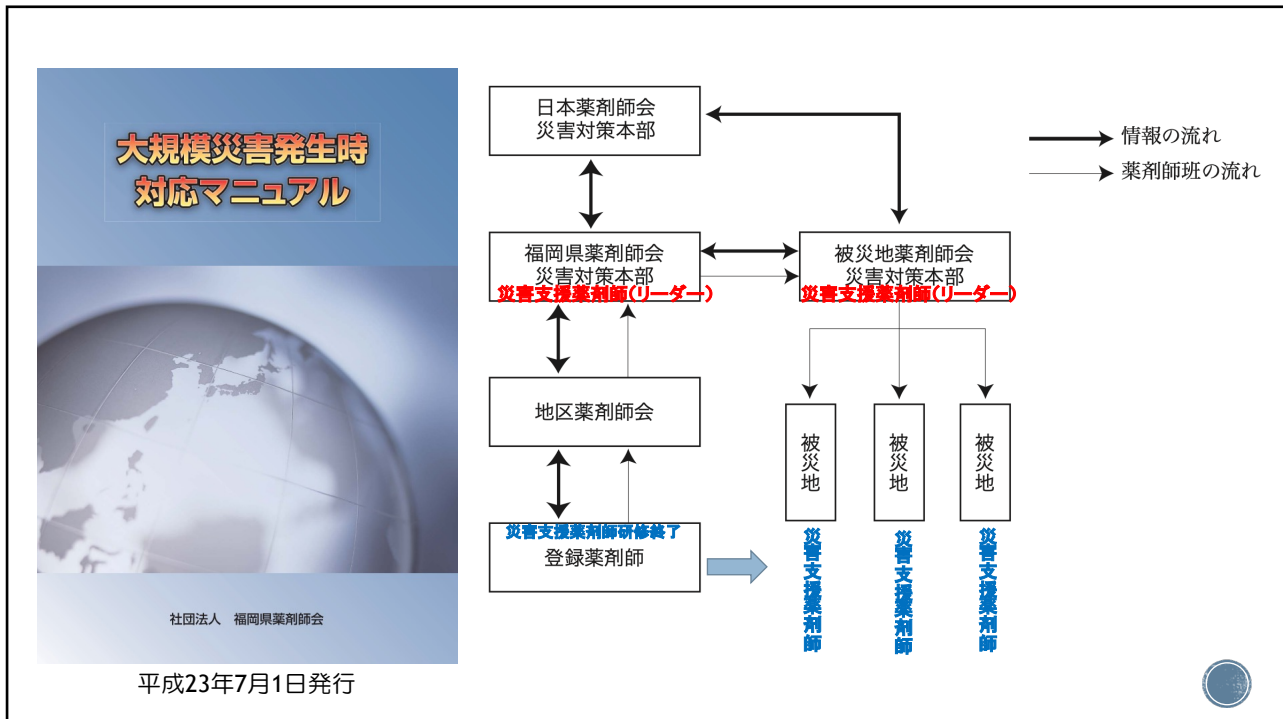 大規模災害発生時
対応マニュアル
社団法人　福岡県薬剤師会
平成23年7月1日発行
日本薬剤師会
災害対策本部
情報の流れ
薬剤師班の流れ
福岡県薬剤師会
災害対策本部
災害支援薬剤師(リーダー)
被災地薬剤師会
災害対策本部
災害支援薬剤師(リーダー)
地区薬剤師会
災害支援薬剤師研修終了
登録薬剤師
被災地
被災地
被災地
災害支援薬剤師
災害支援薬剤師
災害支援薬剤師